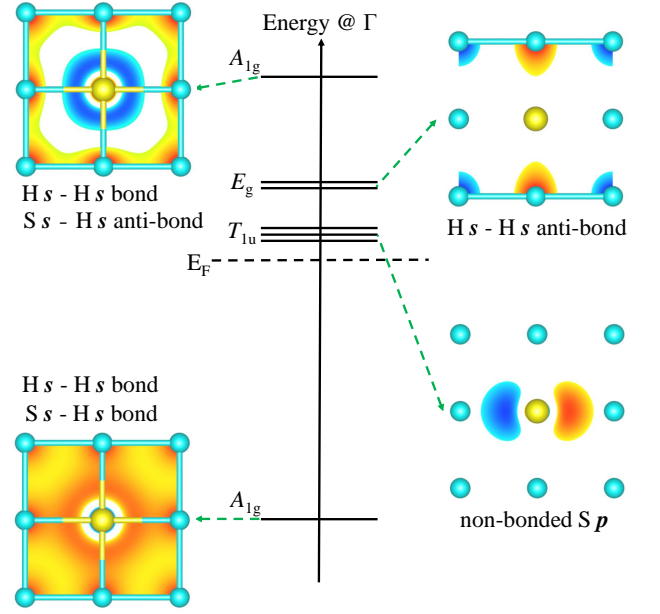 Energy @ Γ
A1g
H s - H s bond
S s - H s anti-bond
Eg
H s - H s anti-bond
T1u
EF
H s - H s bond
S s - H s bond
A1g
non-bonded S p